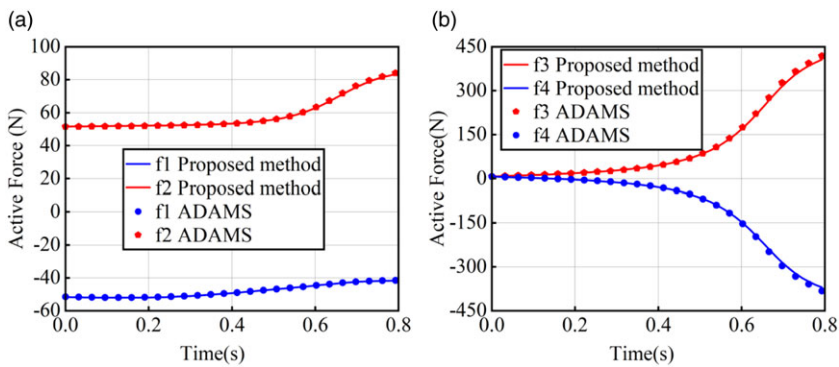 (a)
100
80
60
40
20
0
-20
-40
-60
Active Force (N)
f1 Proposed method
f2 Proposed method
f1 ADAMS
f2 ADAMS
0.0 0.2 0.4 0.6 0.8
Time(s)
(b)
450
300
150
0
-150
-300
-450
Active Force(N)
f3 Proposed method
f4 Proposed method
f3 ADAMS
f4 ADAMS
0.0 0.2 0.4 0.6 0.8
Time(s)